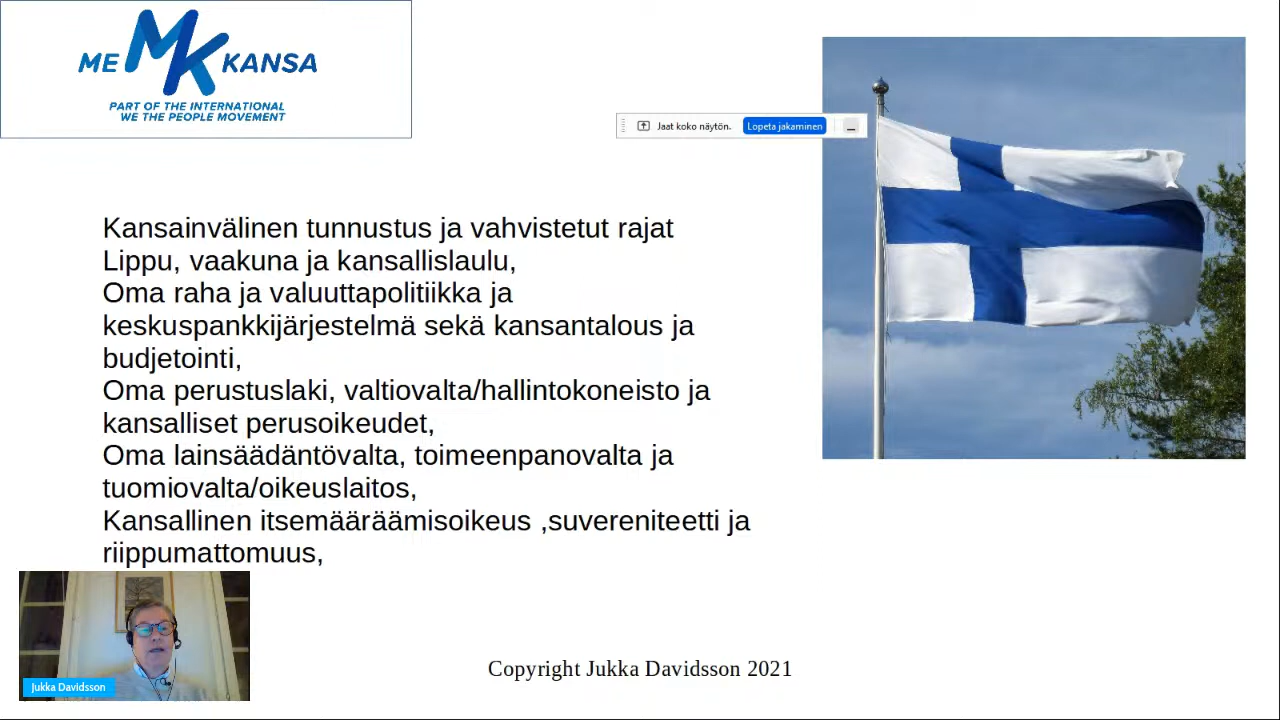 ME MK KANSA
PART OF THE INTERNATIONAL
WE THE PEOPLE MOVEMENT
Jaat koko näytön. Lopeta jakaminen
Kansainvälinen tunnustus ja vahvistetut rajat
Lippu, vaakuna ja kansallislaulu,
Oma raha ja valuuttapolitiikka ja
keskuspankkijärjestelmä sekä kansantalous ja
budjetointi,
Oma perustuslaki, valtiovalta/hallintokoneisto ja
kansalliset perusoikeudet,
Oma lainsäädäntövalta, toimeenpanovalta ja
tuomiovalta/oikeuslaitos,
Kansallinen itsemääräämisoikeus ,suvereniteetti ja
riippumattomuus,
Jukka Davidsson
Copyright Jukka Davidsson 2021